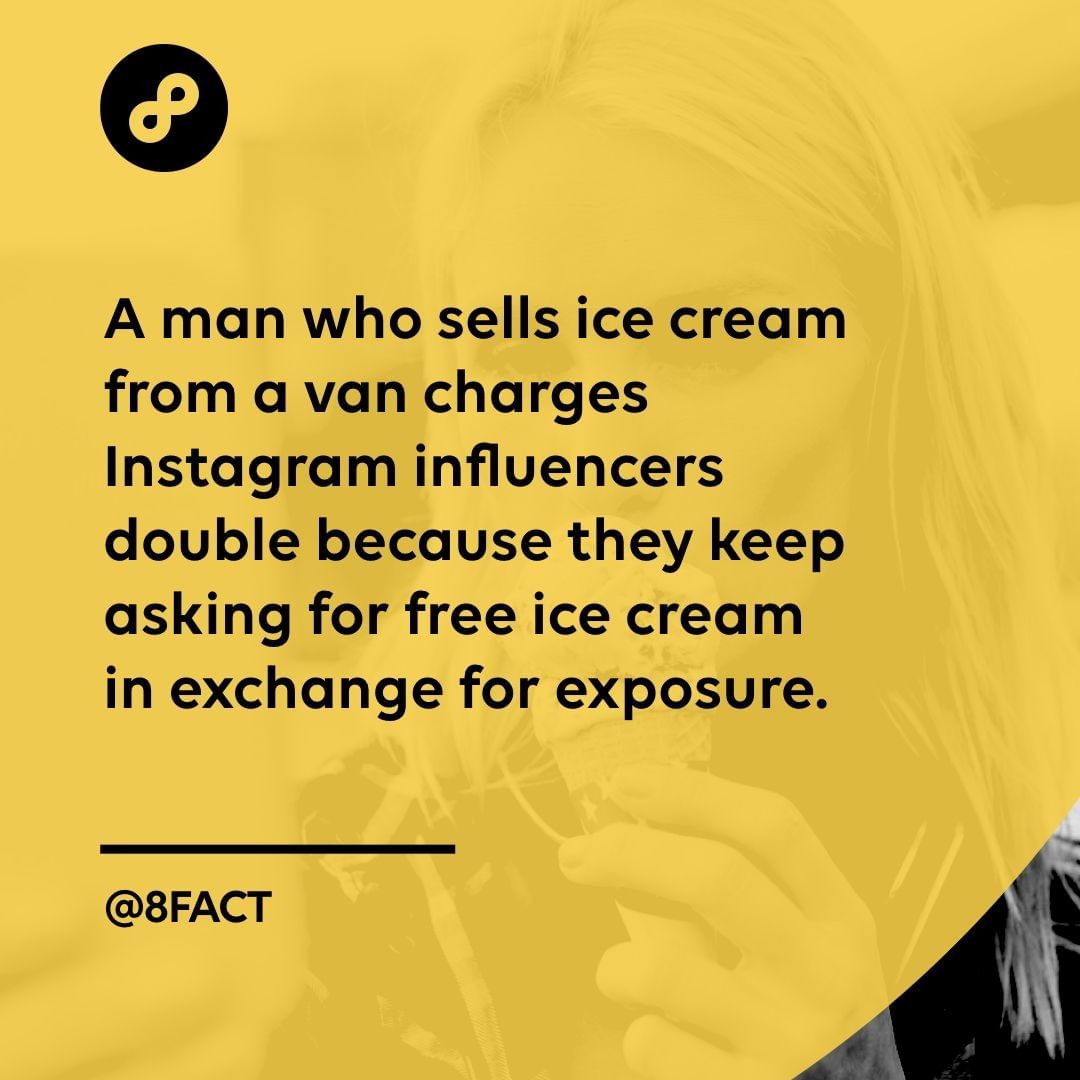 A man who sells ice cream
from a van charges
Instagram influencers
double because they keep
asking for free ice cream
in exchange for exposure.
@8FACT